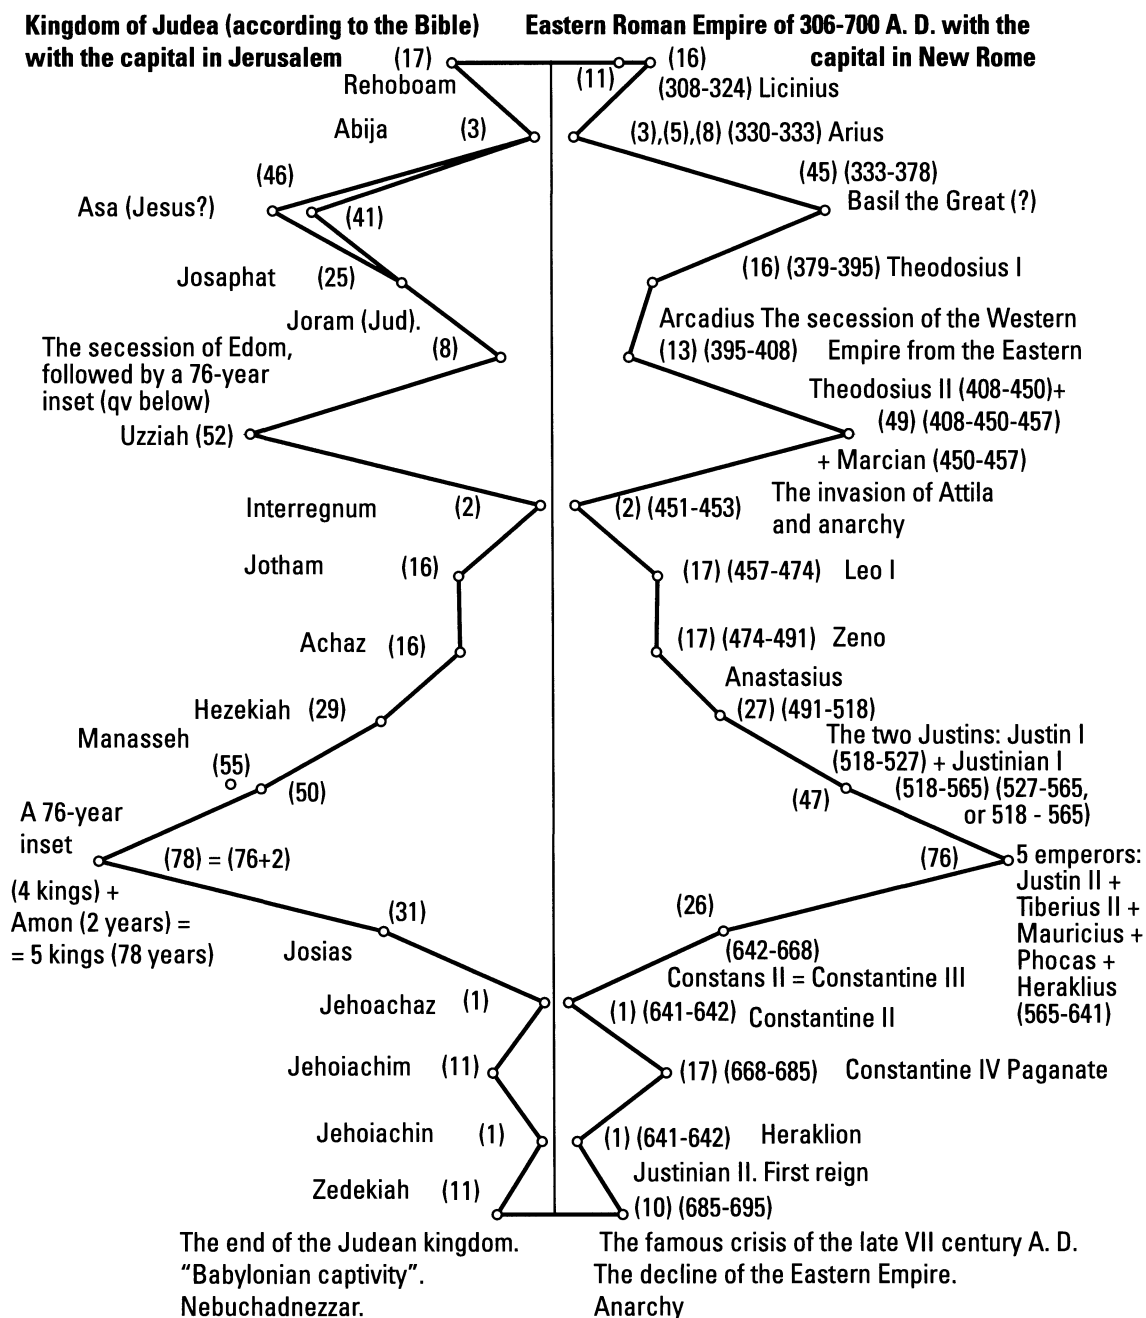 Kingdom of Judea (according to the Bible)
with the capital in Jerusalem
Eastern Roman Empire of 306-700 A. D. with the
capital in New Rome
(17)
Rehoboam
(11)
(16)
(308-324) Licinius
Abija (3)
(3),(5),(8) (330-333) Arius
(46)
Asa (Jesus?)
(41)
(45) (333-378)
Basil the Great (?)
Josaphat (25)
(16) (379-395) Theodosius I
Joram (Jud).
(8)
The secession of Edom,
followed by a 76-year
inset (qv below)
Arcadius The secession of the Western
(13) (395-408) Empire from the Eastern
Uzziah (52)
Theodosius II (408-450)+
(49) (408-450-457)
+ Marcian (450-457)
Interregnum (2)
(2) (451-453)
The invasion of Attila
and anarchy
Jotham (16)
(17) (457-474) Leo I
Achaz (16)
(17) (474-491) Zeno
Hezekiah (29)
Anastasius
(27) (491-518)
Manasseh
(55)
(50)
The two Justins: Justin I
(518-527) + Justinian I
(47)
(518-565) (527-565,
or 518 - 565)
A 76-year
inset
(78) = (76+2)
(4 kings) +
Amon (2 years) =
= 5 kings (78 years)
(76)
5 emperors:
Justin II +
Tiberius II +
Mauricius +
Phocas +
Heraklius
(565-641)
(31)
Josias
(26)
(642-668)
Constans II = Constantine III
Jehoachaz (1)
(1) (641-642) Constantine II
Jehoiachim (11)
(17) (668-685) Constantine IV Paganate
Jehoiachin (1)
(1) (641-642) Heraklion
Zedekiah (11)
Justinian II. First reign
(10) (685-695)
The end of the Judean kingdom.
“Babylonian captivity”.
Nebuchadnezzar.
The famous crisis of the late VII century A. D.
The decline of the Eastern Empire.
Anarchy